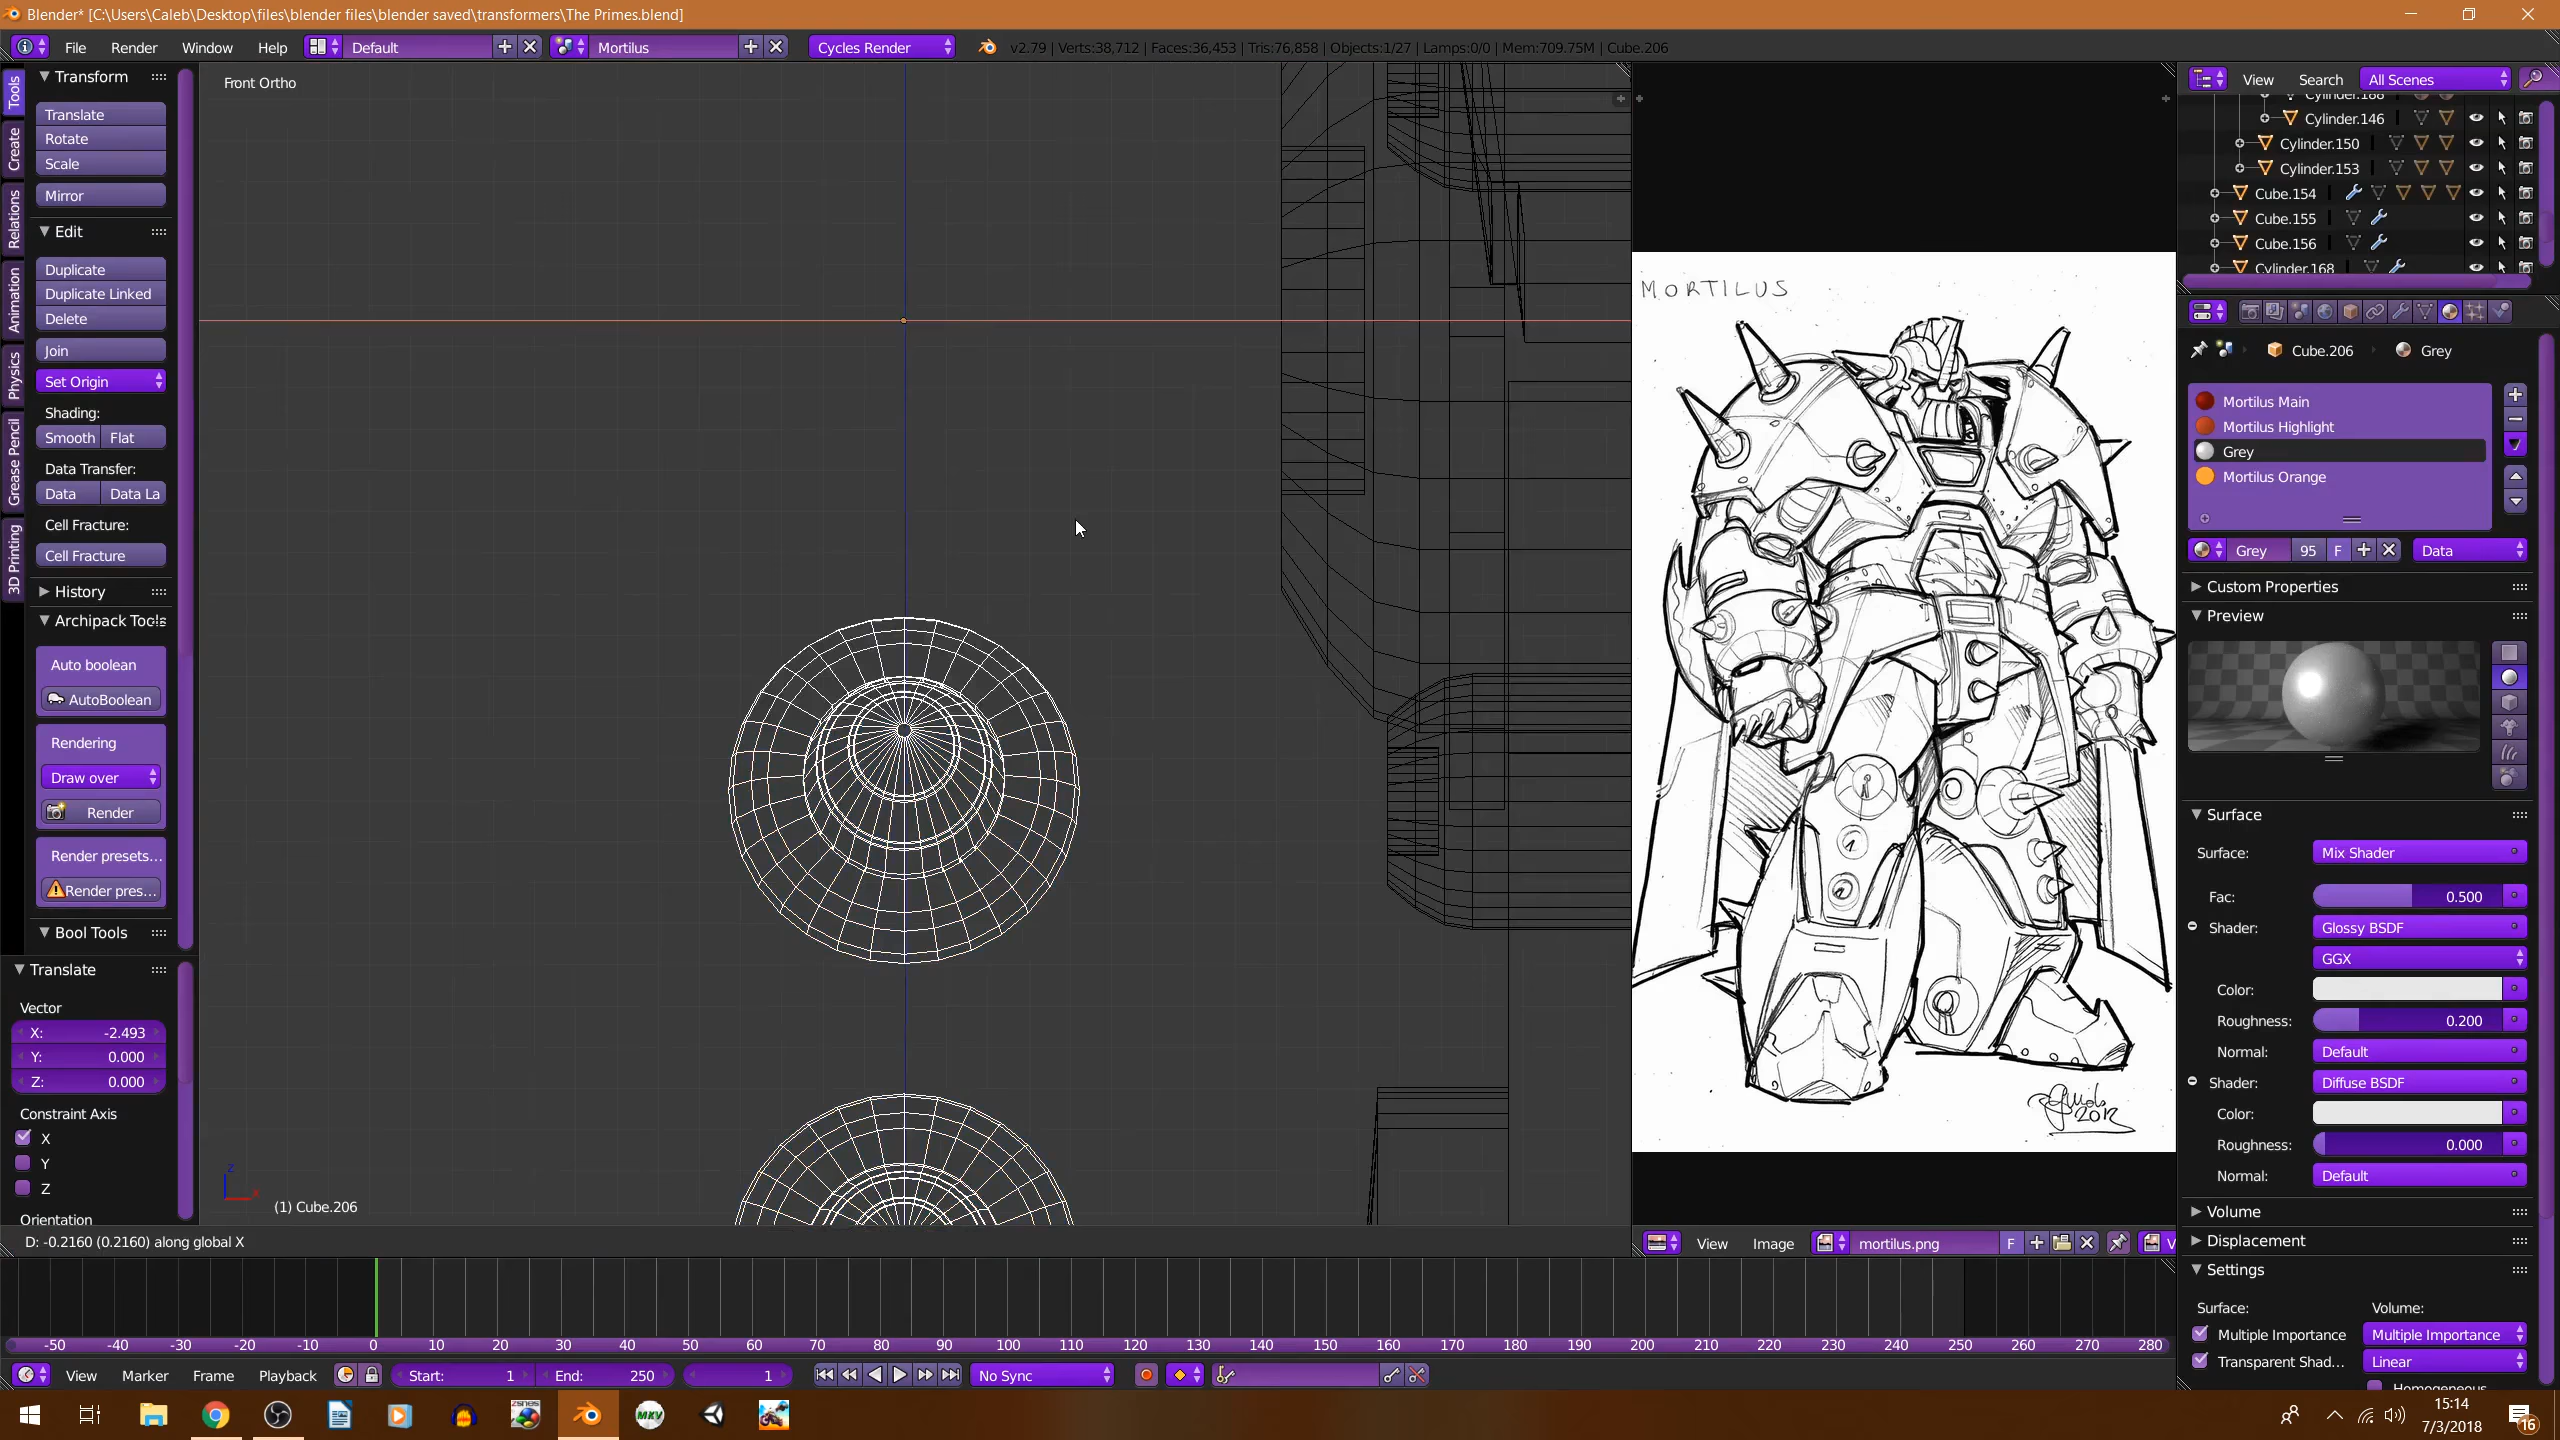 Blender* [C:\Users\Caleb\Desktop\files\blender files\blender saved\transformers\The Primes.blend]
File Render Window Help Default Mortilus Cycles Render v2.79 | Verts:38,712 | Faces:36,453 | Tris:76,858 | Objects:1/27 | Lamps:0/0 | Mem:709.75M | Cube.206
Tools
Create
Relations
Animation
Physics
Grease Pencil
3D Printing
Transform
Translate
Rotate
Scale
Mirror
Edit
Duplicate
Duplicate Linked
Delete
Join
Set Origin
Shading:
Smooth Flat
Data Transfer:
Data Data La
Cell Fracture:
Cell Fracture
History
Archipack Tools
Auto boolean
AutoBoolean
Rendering
Draw over
Render
Render presets...
Render pres...
Bool Tools
Translate
Vector
X: -2.493
Y: 0.000
Z: 0.000
Constraint Axis
X
Y
Z
Orientation
Front Ortho
z
x
(1) Cube.206
D: -0.2160 (0.2160) along global X
MORTILUS
2012
View Image mortilus.png F V
View Search All Scenes
Cylinder.188
Cylinder.146
Cylinder.150
Cylinder.153
Cube.154
Cube.155
Cube.156
Cylinder.168
Cube.206 Grey
Mortilus Main
Mortilus Highlight
Grey
Mortilus Orange
Grey 95 F Data
Custom Properties
Preview
Surface
Surface: Mix Shader
Fac: 0.500
Shader: Glossy BSDF
GGX
Color:
Roughness: 0.200
Normal: Default
Shader: Diffuse BSDF
Color:
Roughness: 0.000
Normal: Default
Volume
Displacement
Settings
Surface: Volume:
Multiple Importance Multiple Importance
Transparent Shad... Linear
Homogeneous
-50 -40 -30 -20 -10 0 10 20 30 40 50 60 70 80 90 100 110 120 130 140 150 160 170 180 190 200 210 220 230 240 250 260 270 280
View Marker Frame Playback Start: 1 End: 250 1 No Sync
zsnes
MKV
15:14
7/3/2018
16